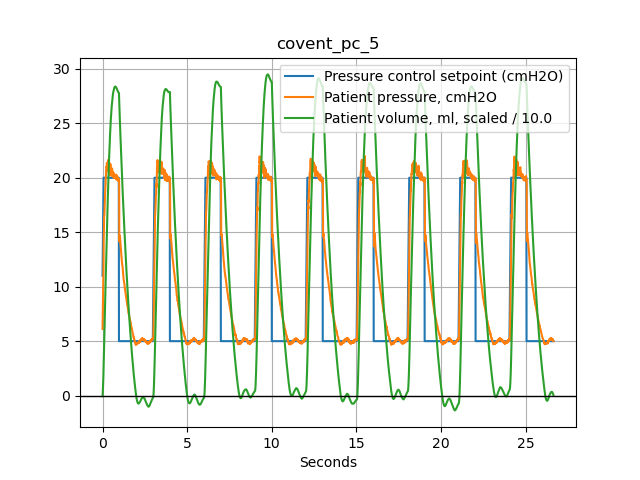 covent_pc_5
Pressure control setpoint (cmH2O)
Patient pressure, cmH2O
Patient volume, ml, scaled / 10.0
30
25
20
15
10
5
0
0 5 10 15 20 25
Seconds